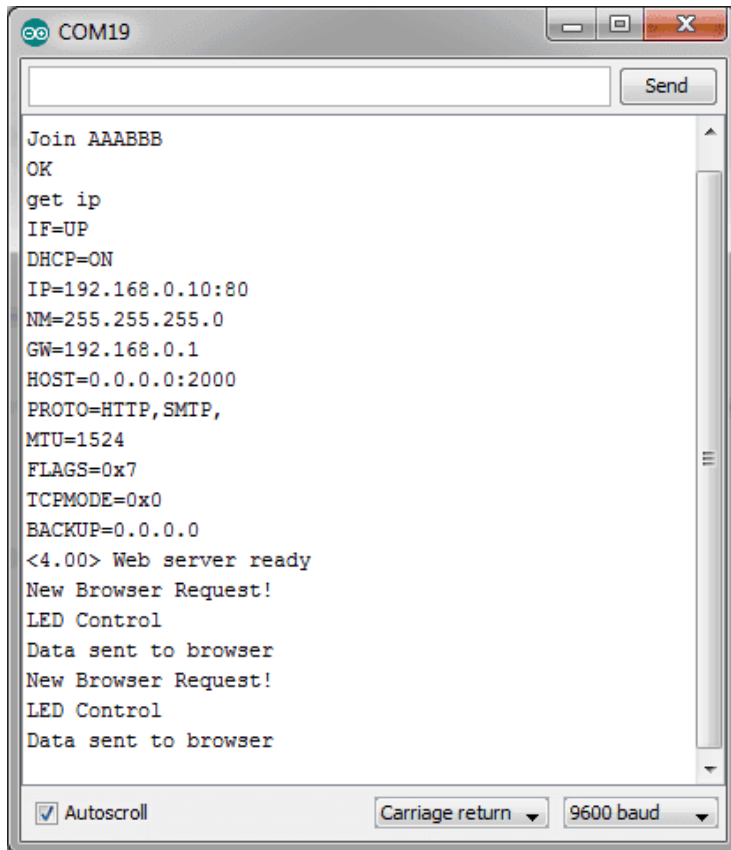 COM19
Send
Join AAABBB
OK
get ip
IF=UP
DHCP=ON
IP=192.168.0.10:80
NM=255.255.255.0
GW=192.168.0.1
HOST=0.0.0.0:2000
PROTO=HTTP,SMTP,
MTU=1524
FLAGS=0x7
TCPMODE=0x0
BACKUP=0.0.0.0
<4.00> Web server ready
New Browser Request!
LED Control
Data sent to browser
New Browser Request!
LED Control
Data sent to browser
Autoscroll Carriage return 9600 baud